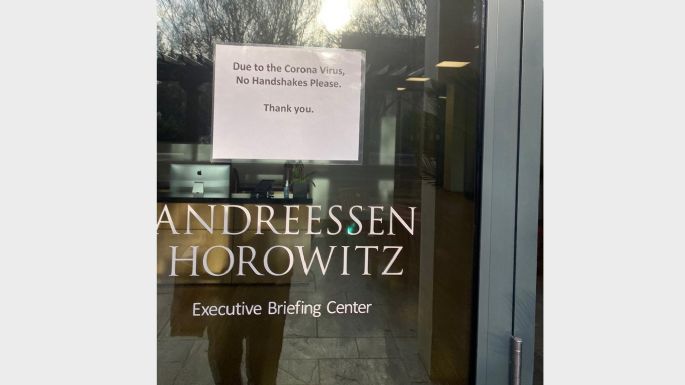 Due to the Corona Virus,
No Handshakes Please.
Thank you.
ANDREESSEN
HOROWITZ
Executive Briefing Center